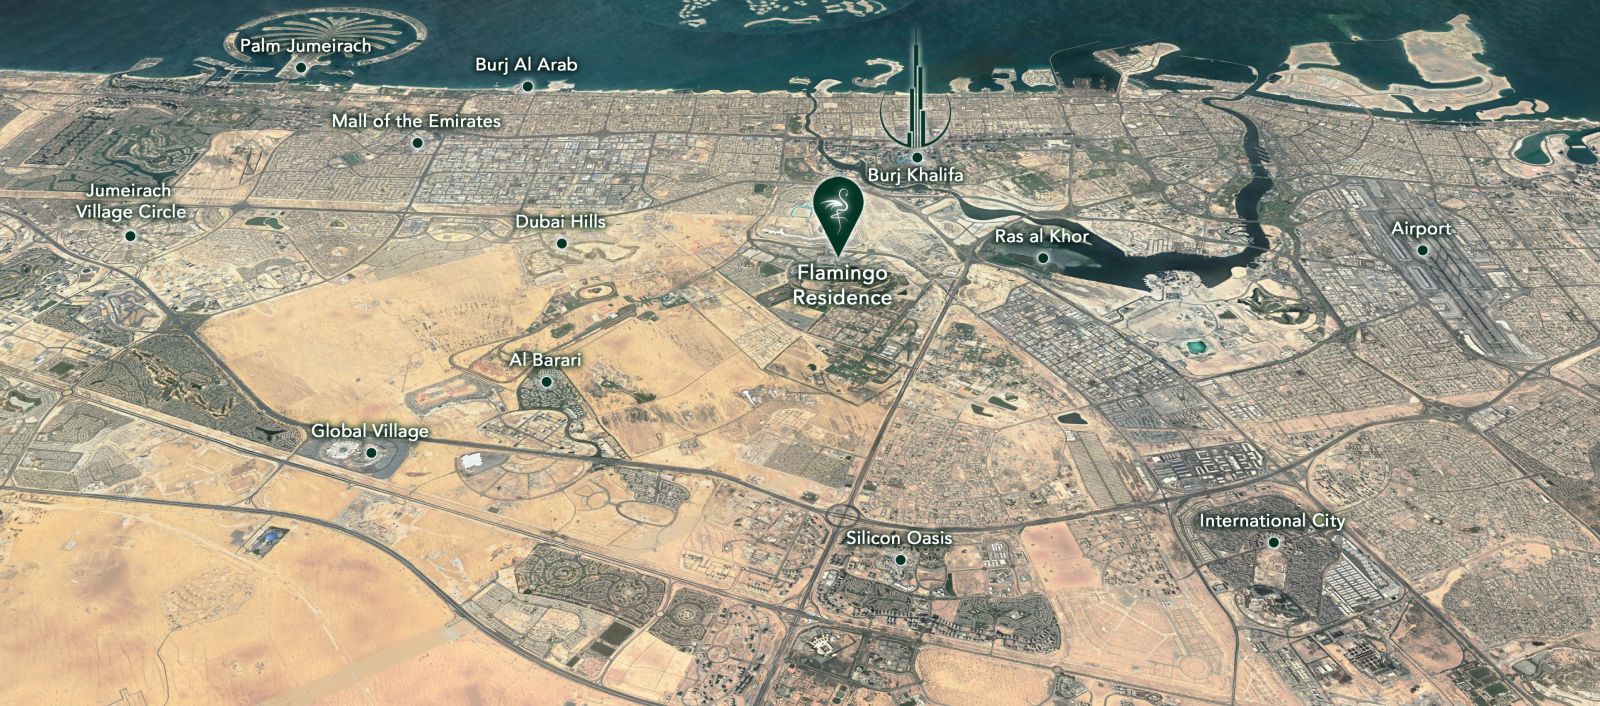 Palm Jumeirach
Burj Al Arab
Mall of the Emirates
Burj Khalifa
Jumeirach
Village Circle
Dubai Hills
Ras al Khor
Airport
Flamingo
Residence
Al Barari
Global Village
International City
Silicon Oasis